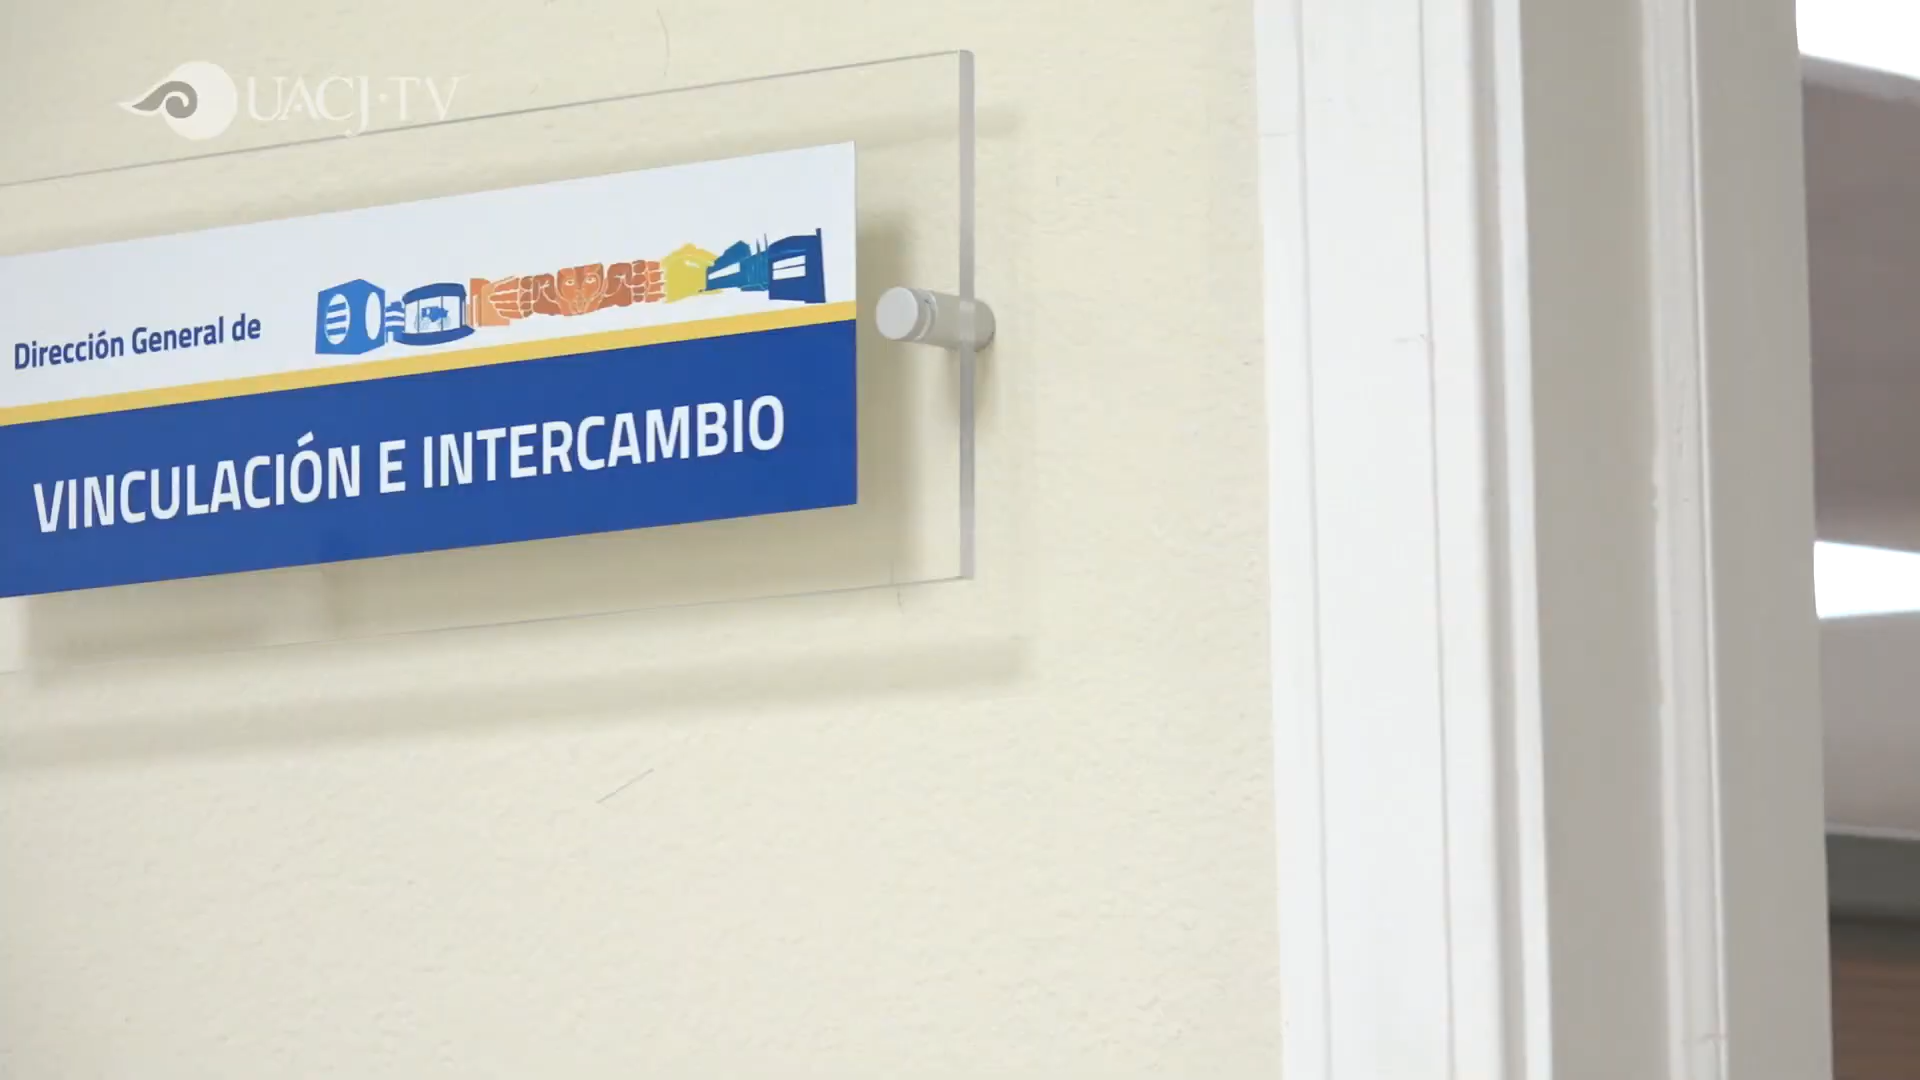 UACJ·TV
Dirección General de
VINCULACIÓN E INTERCAMBIO